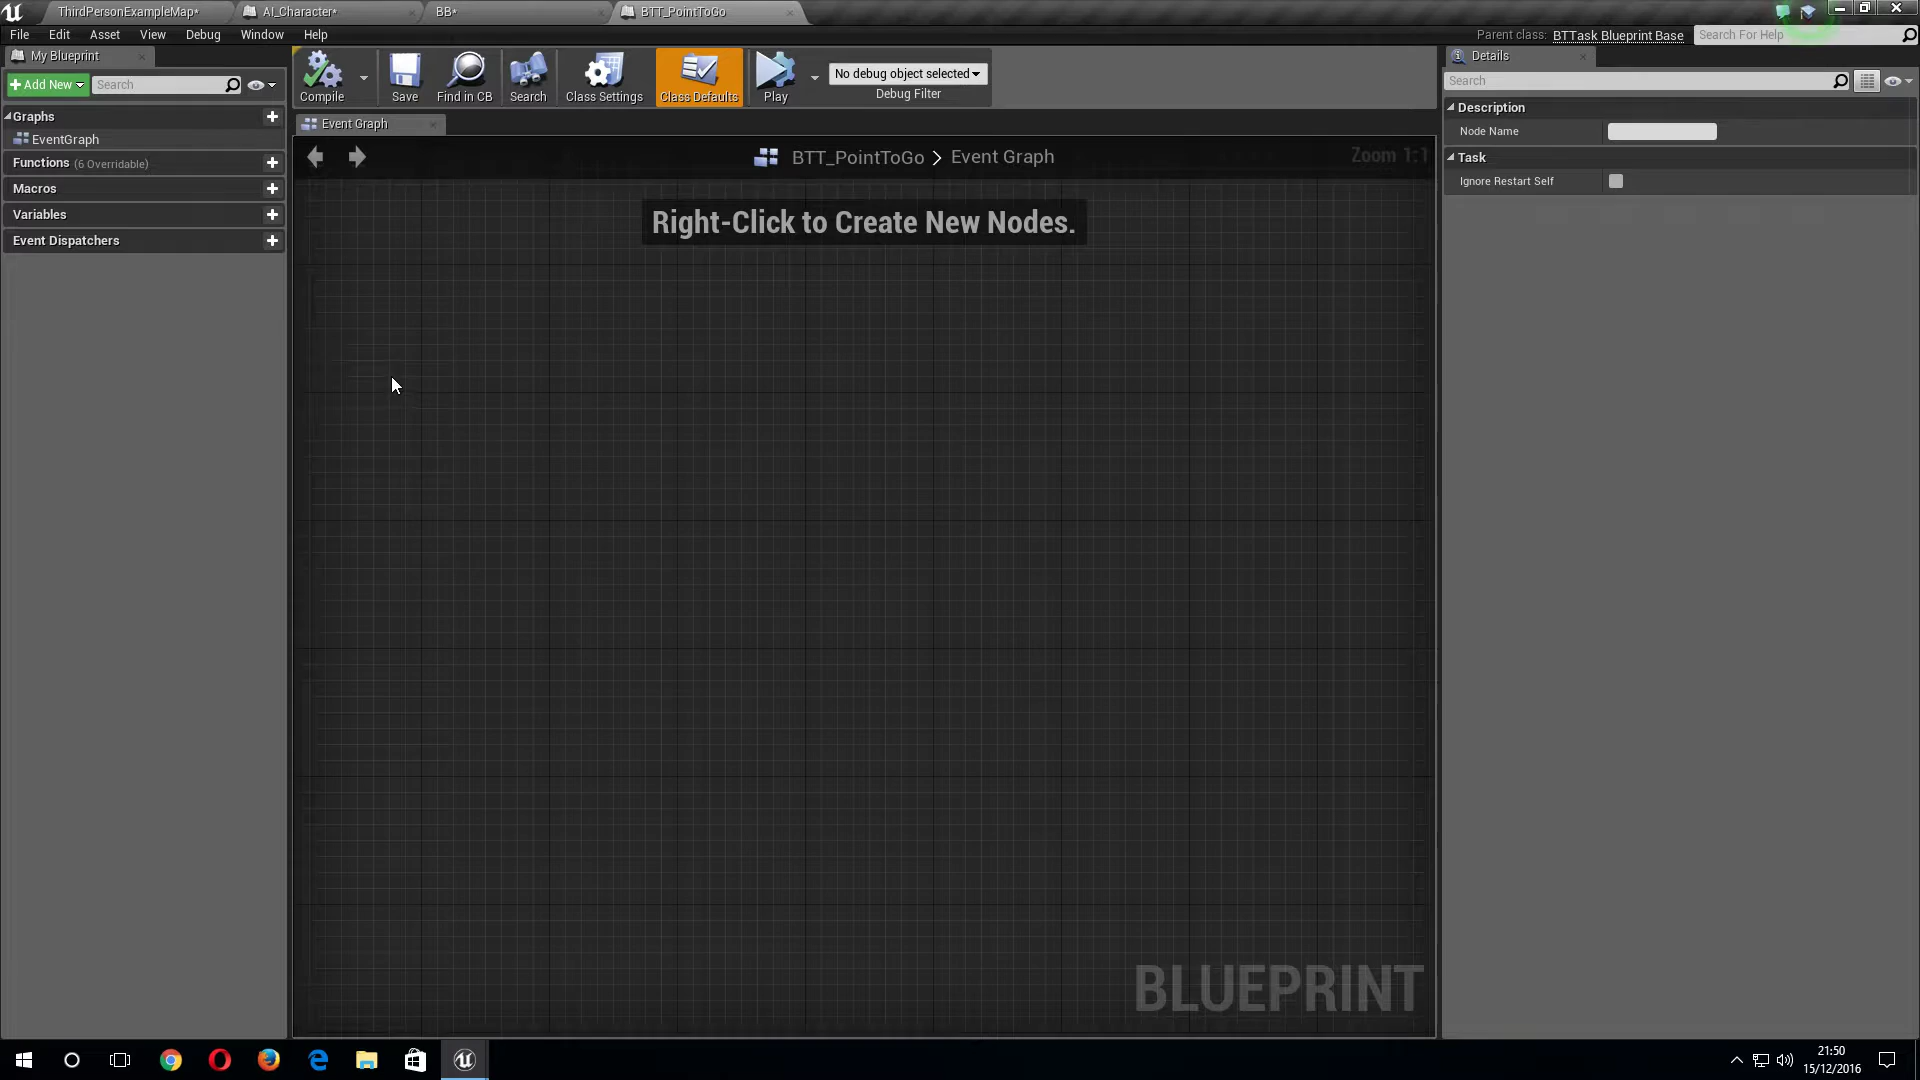 ThirdPersonExampleMap*
AI_Character*
BB*
BTT_PointToGo
File Edit Asset View Debug Window Help
Parent class: BTTask Blueprint Base
Search For Help
My Blueprint
Add New
Search
Compile
Save
Find in CB
Search
Class Settings
Class Defaults
Play
No debug object selected
Debug Filter
Details
Search
Graphs
EventGraph
Functions (6 Overridable)
Macros
Variables
Event Dispatchers
Event Graph
BTT_PointToGo > Event Graph
Zoom 1:1
Right-Click to Create New Nodes.
BLUEPRINT
Description
Node Name
Task
Ignore Restart Self
21:50
15/12/2016